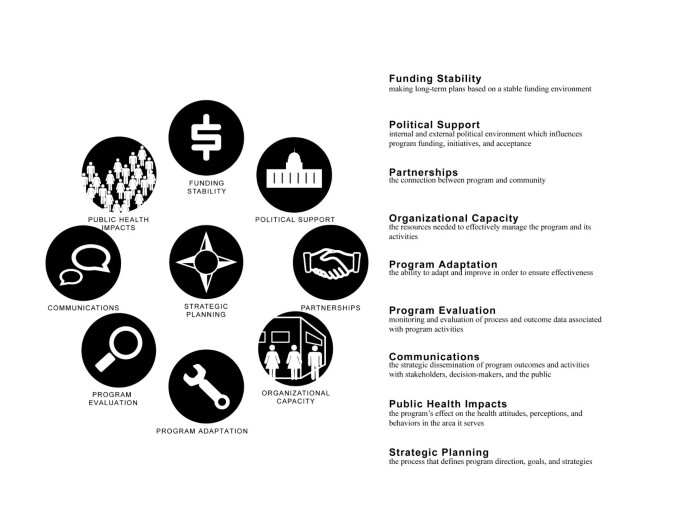 FUNDING
STABILITY
PUBLIC HEALTH
IMPACTS
POLITICAL SUPPORT
COMMUNICATIONS
STRATEGIC
PLANNING
PARTNERSHIPS
PROGRAM
EVALUATION
ORGANIZATIONAL
CAPACITY
PROGRAM ADAPTATION
Funding Stability
making long-term plans based on a stable funding environment
Political Support
internal and external political environment which influences
program funding, initiatives, and acceptance
Partnerships
the connection between program and community
Organizational Capacity
the resources needed to effectively manage the program and its
activities
Program Adaptation
the ability to adapt and improve in order to ensure effectiveness
Program Evaluation
monitoring and evaluation of process and outcome data associated
with program activities
Communications
the strategic dissemination of program outcomes and activities
with stakeholders, decision-makers, and the public
Public Health Impacts
the program's effect on the health attitudes, perceptions, and
behaviors in the area it serves
Strategic Planning
the process that defines program direction, goals, and strategies